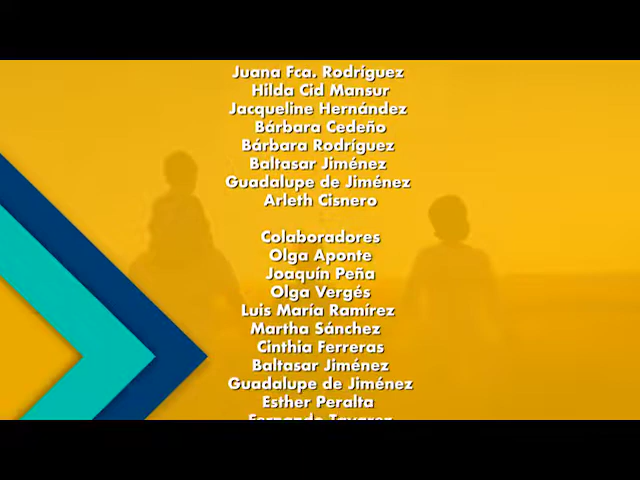 Juana Fca. Rodríguez
Hilda Cid Mansur
Jacqueline Hernández
Bárbara Cedeño
Bárbara Rodríguez
Baltasar Jiménez
Guadalupe de Jiménez
Arleth Cisnero
Colaboradores
Olga Aponte
Joaquín Peña
Olga Vergés
Luis María Ramírez
Martha Sánchez
Cinthia Ferreras
Baltasar Jiménez
Guadalupe de Jiménez
Esther Peralta
Fernando Tavarez